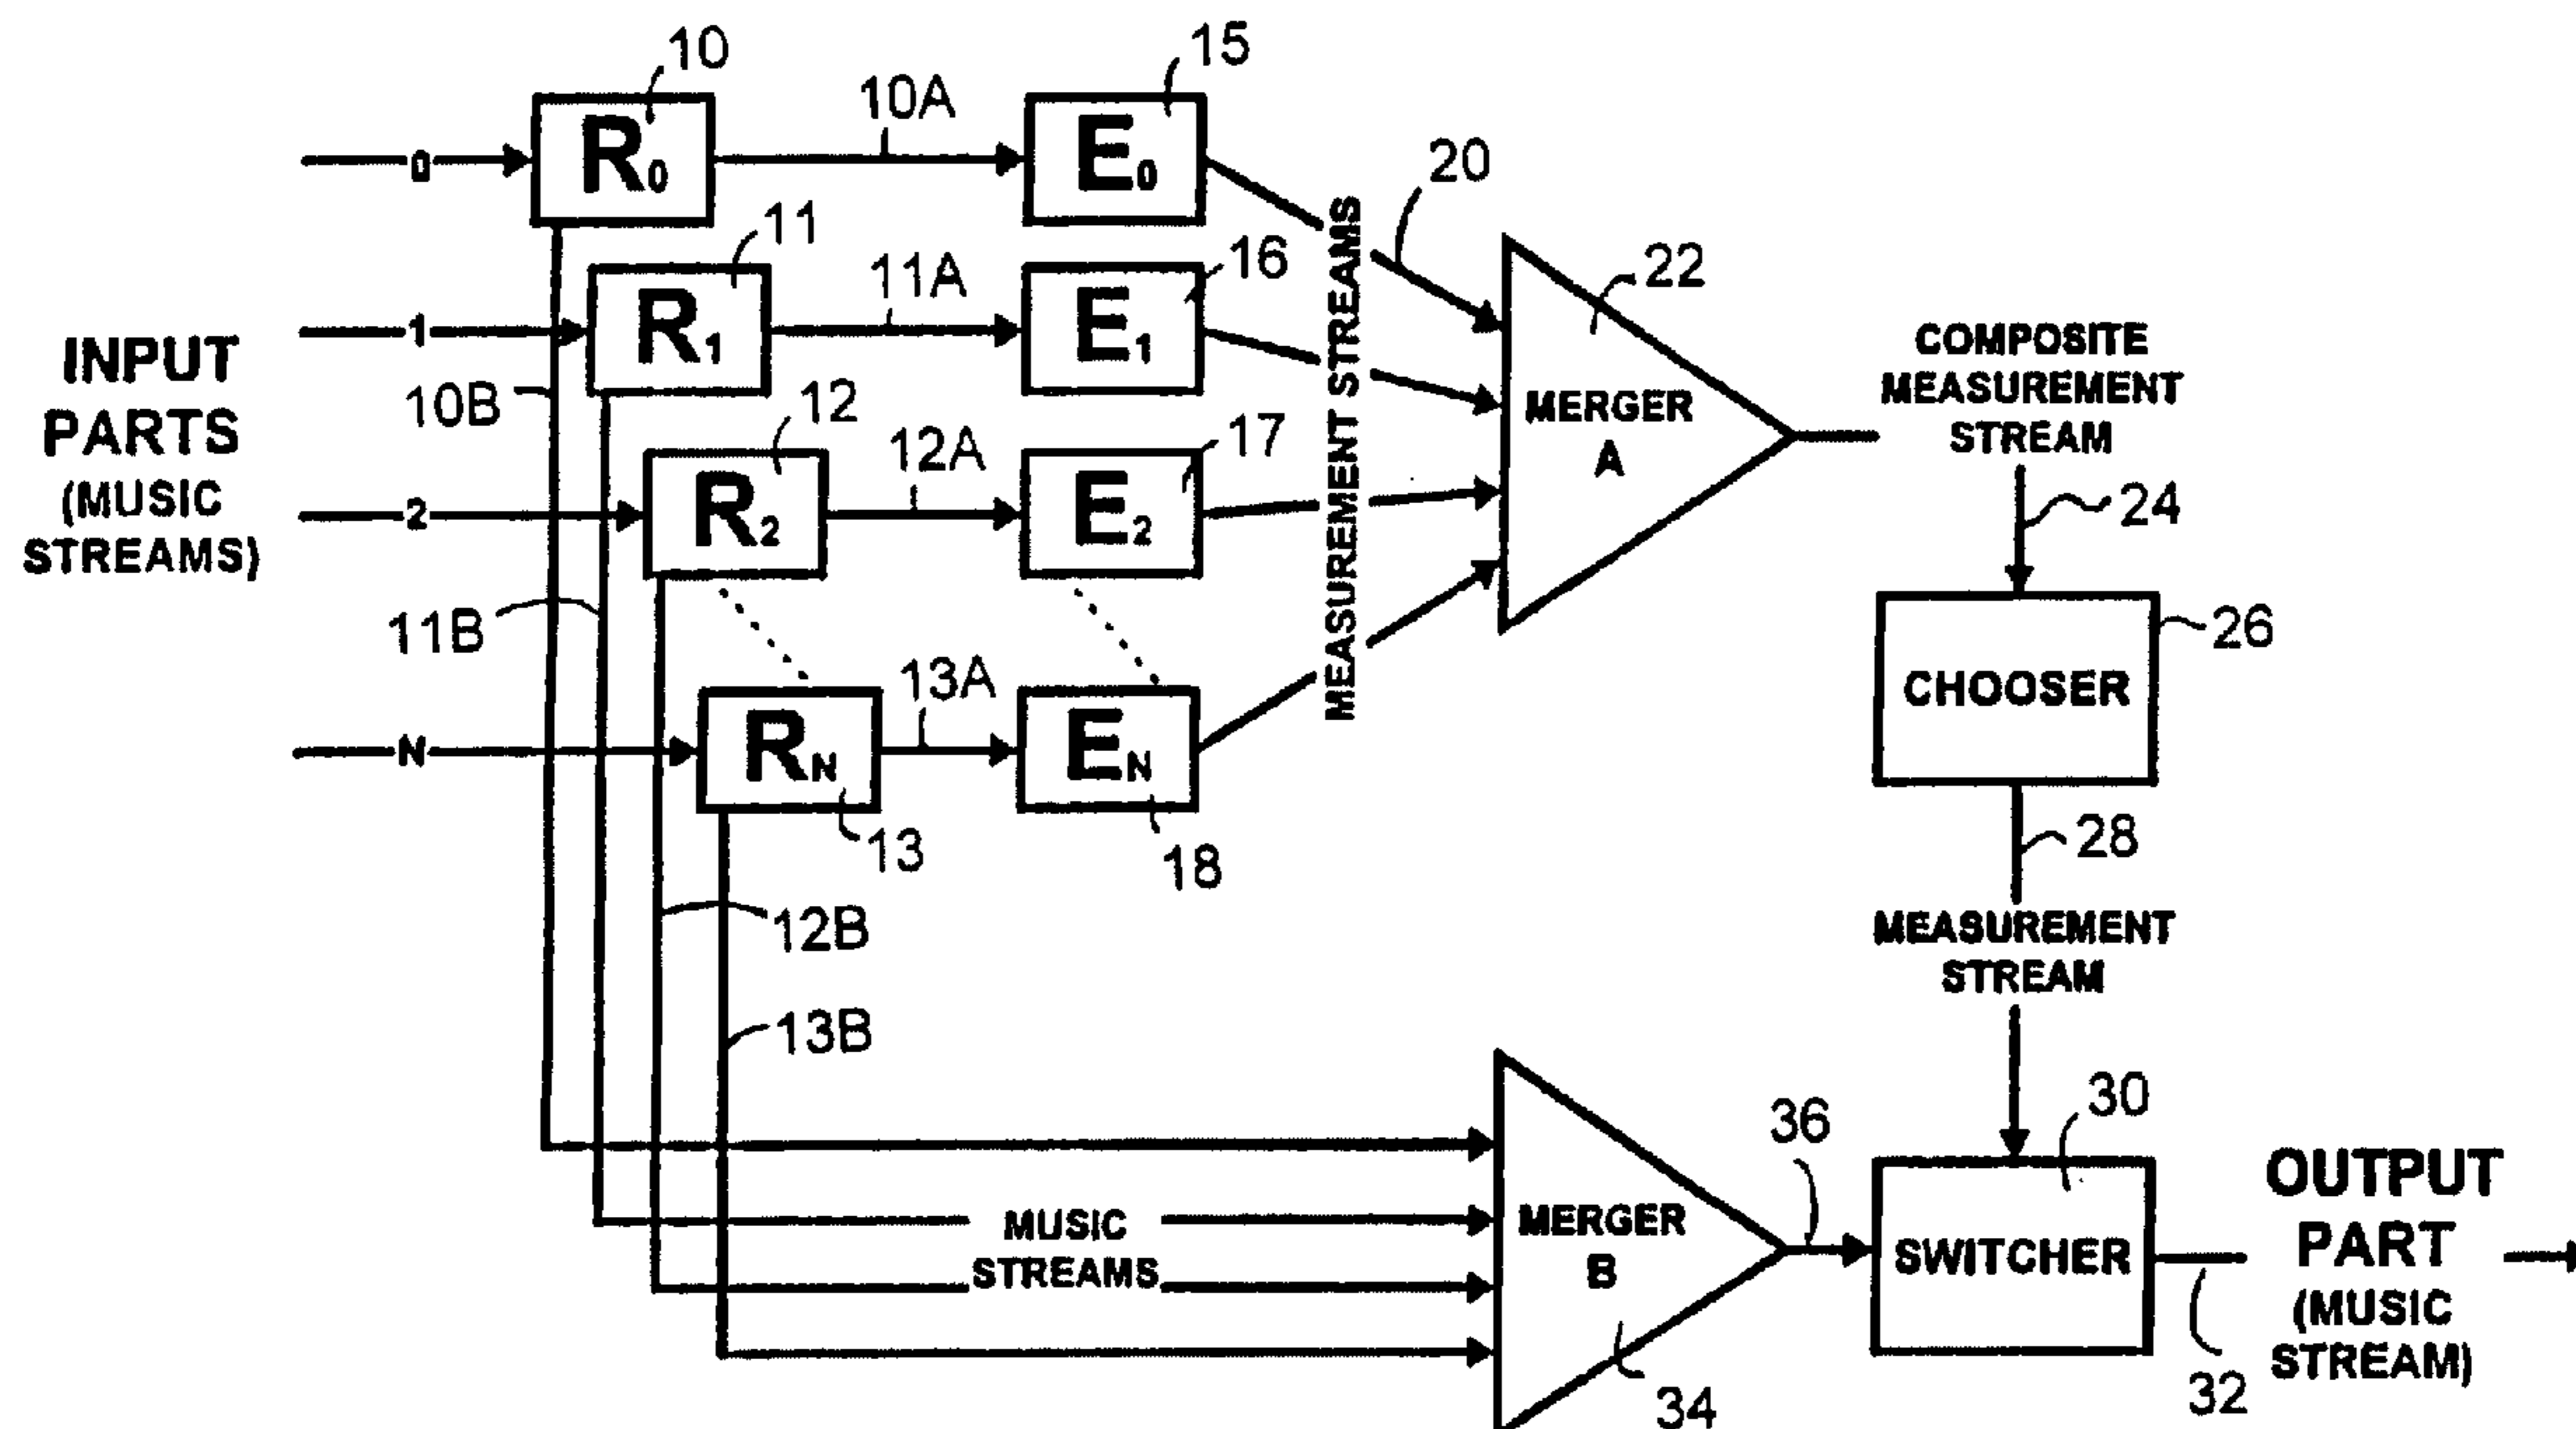 10
15
10A
R0
E0
0
20
11
16
22
11A
R1
E1
1
INPUT
PARTS
(MUSIC
STREAMS)
MEASUREMENT STREAMS
COMPOSITE
MEASUREMENT
STREAM
10B
12
MERGER
A
12A
17
24
R2
E2
2
11B
26
13A
CHOOSER
RN
EN
N
13
18
28
12B
MEASUREMENT
STREAM
13B
36
30
OUTPUT
PART
(MUSIC
STREAM)
MUSIC
STREAMS
MERGER
B
SWITCHER
34
32